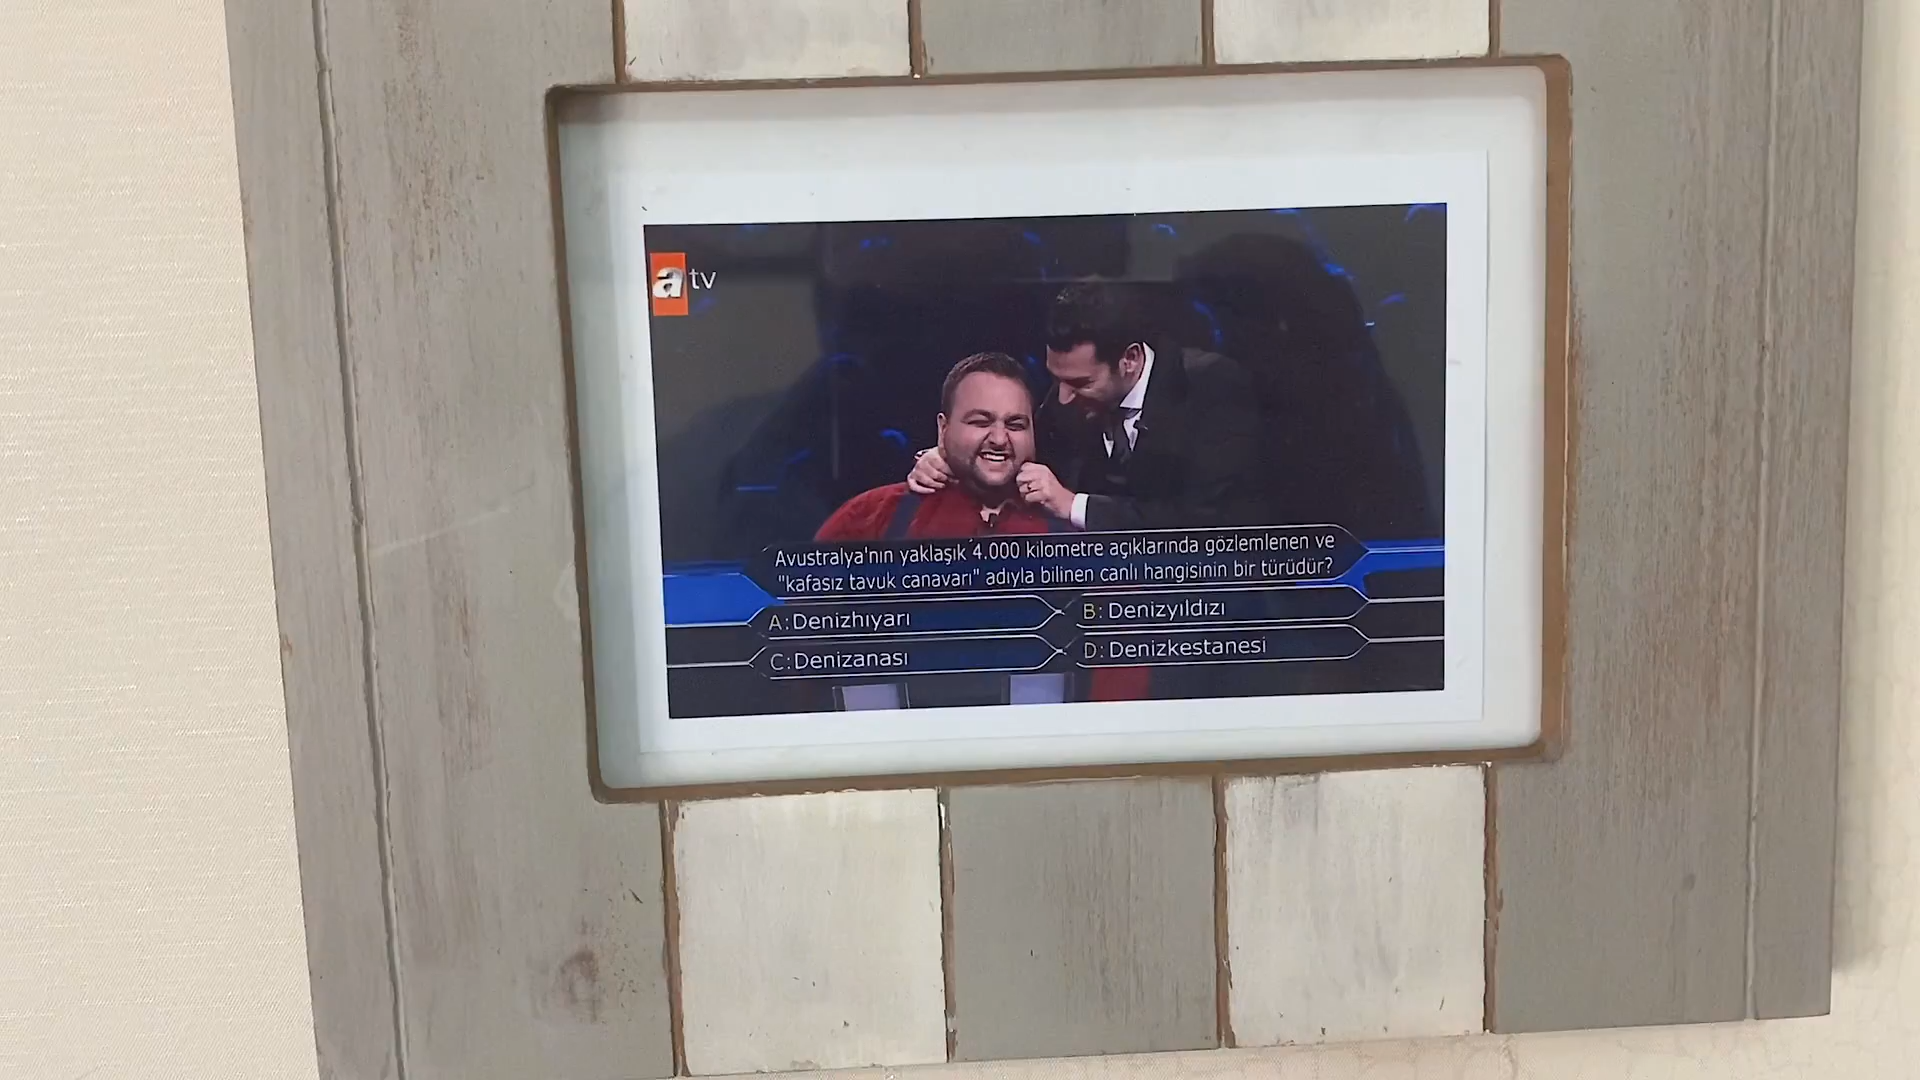 atv
Avustralya'nın yaklaşık 4.000 kilometre açıklarında gözlemlenen ve
"kafasız tavuk canavarı" adıyla bilinen canlı hangisinin bir türüdür?
A: Denizhıyarı
B: Denizyıldızı
C: Denizanası
D: Denizkestanesi